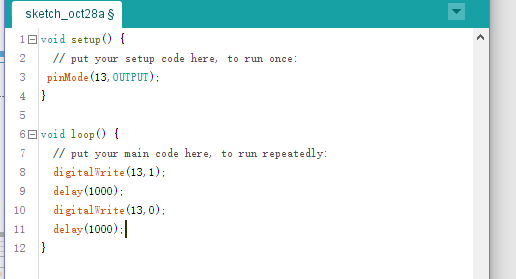 sketch_oct28a §
1 void setup() {
2 // put your setup code here, to run once:
3 pinMode(13,OUTPUT);
4 }
5
6 void loop() {
7 // put your main code here, to run repeatedly:
8 digitalWrite(13,1);
9 delay(1000);
10 digitalWrite(13,0);
11 delay(1000);
12 }